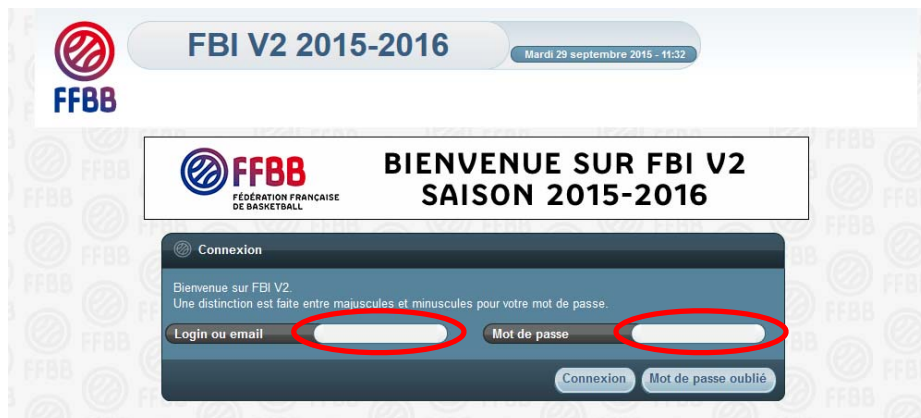 FBI V2 2015-2016
Mardi 29 septembre 2015 - 11:32
FFBB
FFBB
FÉDÉRATION FRANÇAISE
DE BASKETBALL
BIENVENUE SUR FBI V2
SAISON 2015-2016
Connexion
Bienvenue sur FBI V2.
Une distinction est faite entre majuscules et minuscules pour votre mot de passe.
Login ou email
Mot de passe
Connexion
Mot de passe oublié